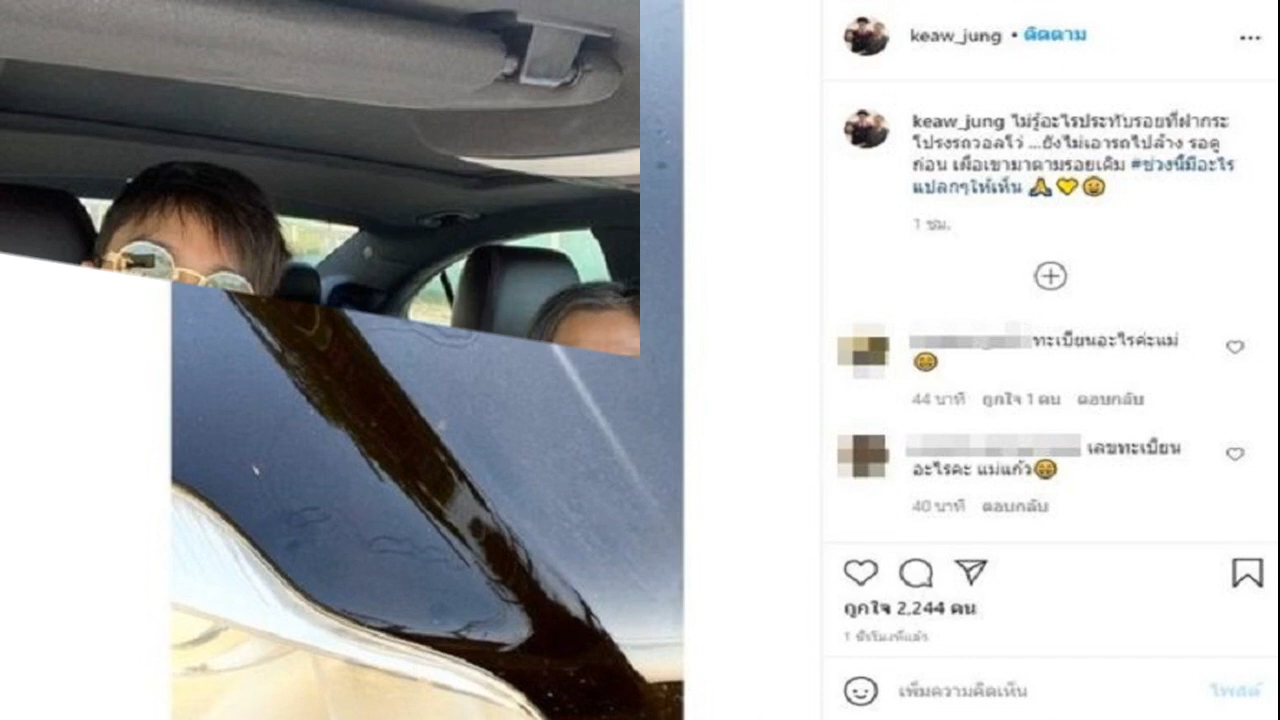 keaw_jung • ติดตาม
keaw_jung ไม่รู้อะไรประทับรอยที่ฝากระ
โปรงรถวอลโว่ ...ยังไม่เอารถไปล้าง รอดู
ก่อน เผื่อเขามาตามรอยเดิม #ช่วงนี้มีอะไร
แปลกๆให้เห็น 🙏💛😊
1 ชม.
ทะเบียนอะไรค่ะแม่
😁
44 นาที ถูกใจ 1 คน ตอบกลับ
เลขทะเบียน
อะไรคะ แม่แก้ว😁
40 นาที ตอบกลับ
ถูกใจ 2,244 คน
1 ชั่วโมงที่แล้ว
เพิ่มความคิดเห็น
โพสต์